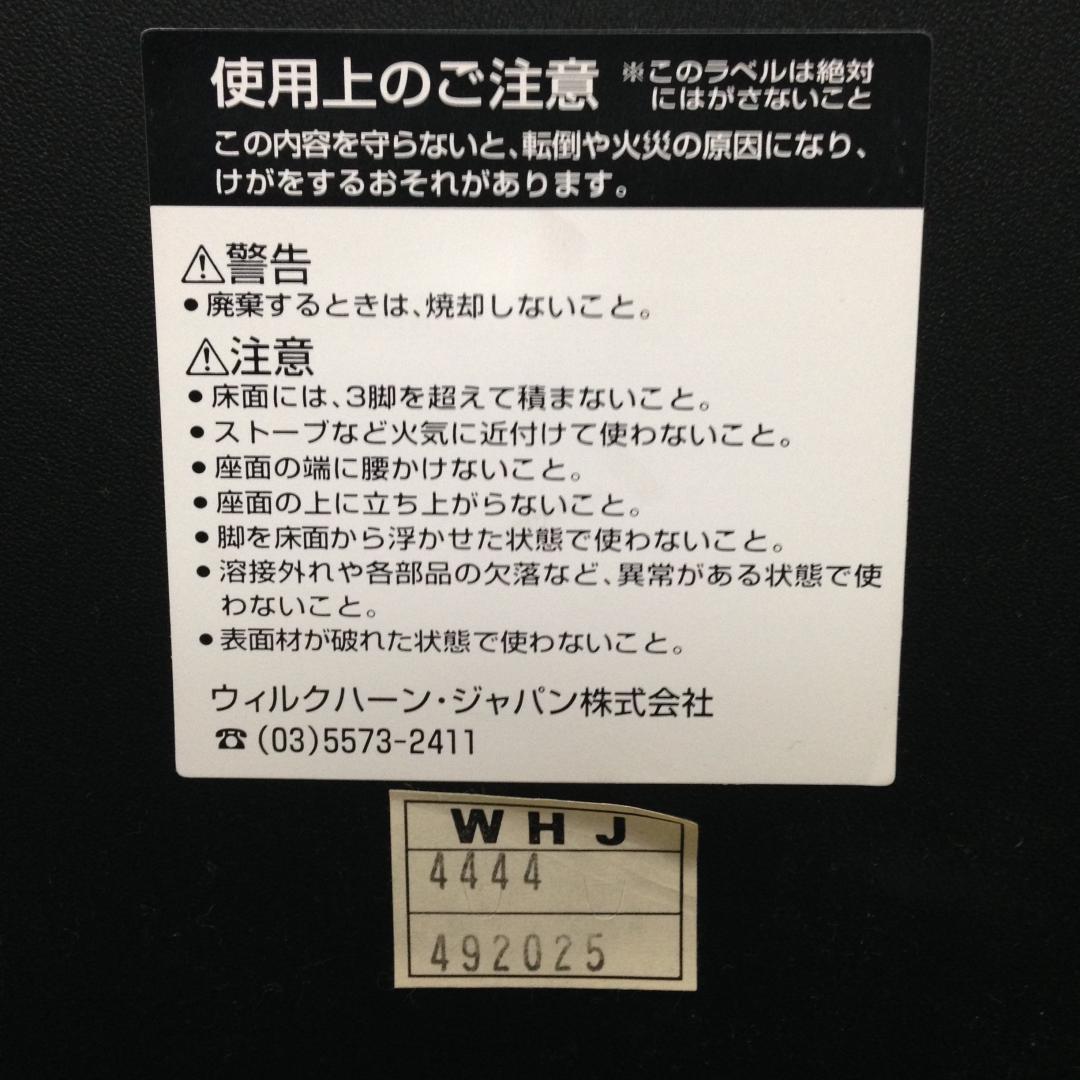 使用上のご注意
※このラベルは絶対
にはがさないこと
この内容を守らないと、転倒や火災の原因になり、
けがをするおそれがあります。
⚠警告
●廃棄するときは、焼却しないこと。
⚠注意
●床面には、3脚を超えて積まないこと。
●ストーブなど火気に近付けて使わないこと。
●座面の端に腰かけないこと。
●座面の上に立ち上がらないこと。
●脚を床面から浮かせた状態で使わないこと。
●溶接外れや各部品の欠落など、異常がある状態で使
わないこと。
●表面材が破れた状態で使わないこと。
ウィルクハーン・ジャパン株式会社
☎(03)5573-2411
WHJ
4444
492025